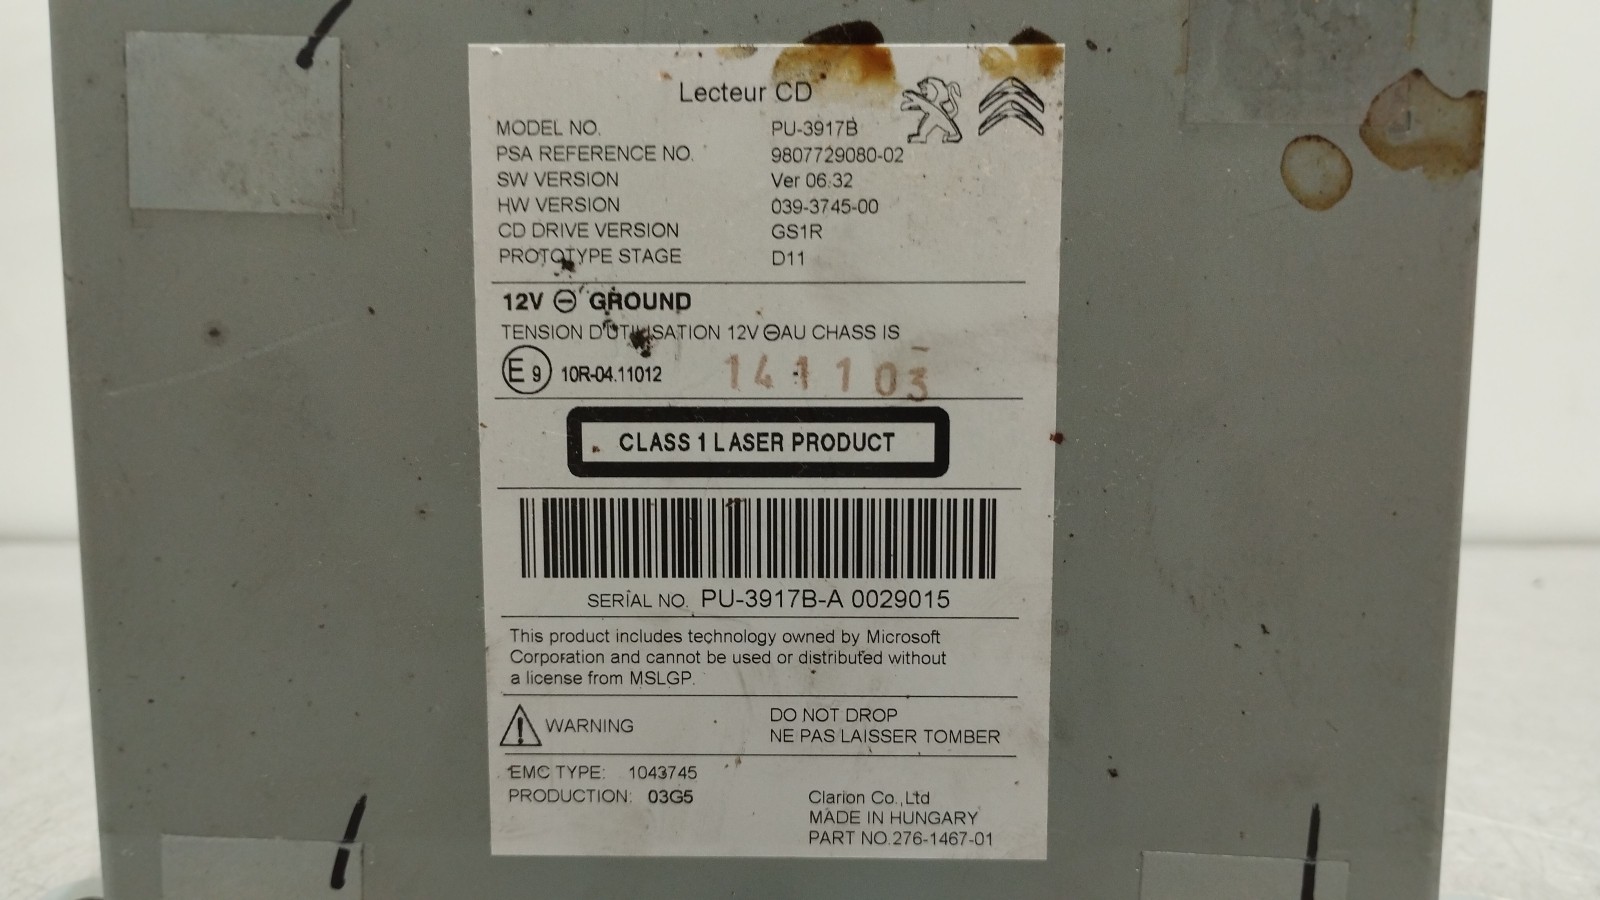 Lecteur CD
MODEL NO. PU-3917B
PSA REFERENCE NO. 9807729080-02
SW VERSION Ver 06.32
HW VERSION 039-3745-00
CD DRIVE VERSION GS1R
PROTOTYPE STAGE D11
12V ⊖ GROUND
TENSION D'UTILISATION 12V ⊖AU CHASS IS
E9 10R-04.11012 141103
CLASS 1 LASER PRODUCT
SERIAL NO. PU-3917B-A 0029015
This product includes technology owned by Microsoft
Corporation and cannot be used or distributed without
a license from MSLGP.
WARNING DO NOT DROP
NE PAS LAISSER TOMBER
EMC TYPE: 1043745
PRODUCTION: 03G5 Clarion Co.,Ltd
MADE IN HUNGARY
PART NO.276-1467-01